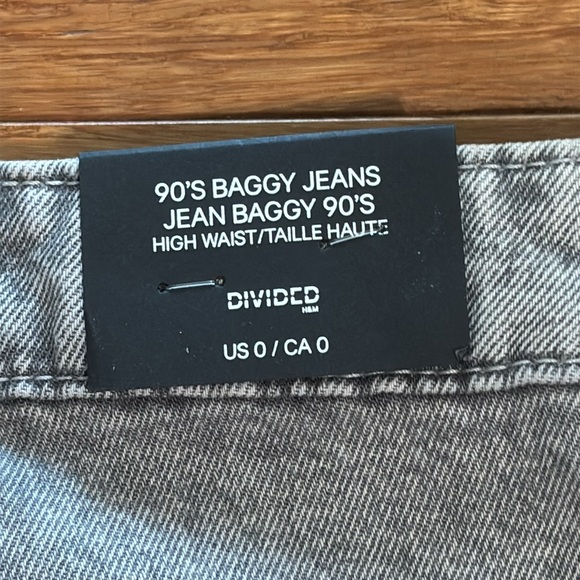 90'S BAGGY JEANS
JEAN BAGGY 90'S
HIGH WAIST/TAILLE HAUTE
DIVIDED
H&M
US 0 / CA 0